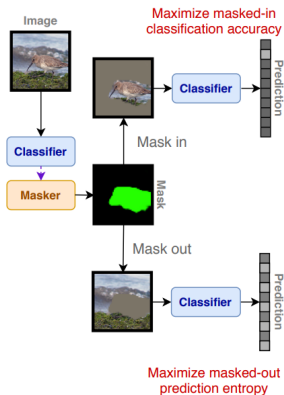 Image
Maximize masked-in
classification accuracy
Classifier
Prediction
Mask in
Classifier
Masker
Mask
Mask out
Classifier
Prediction
Maximize masked-out
prediction entropy